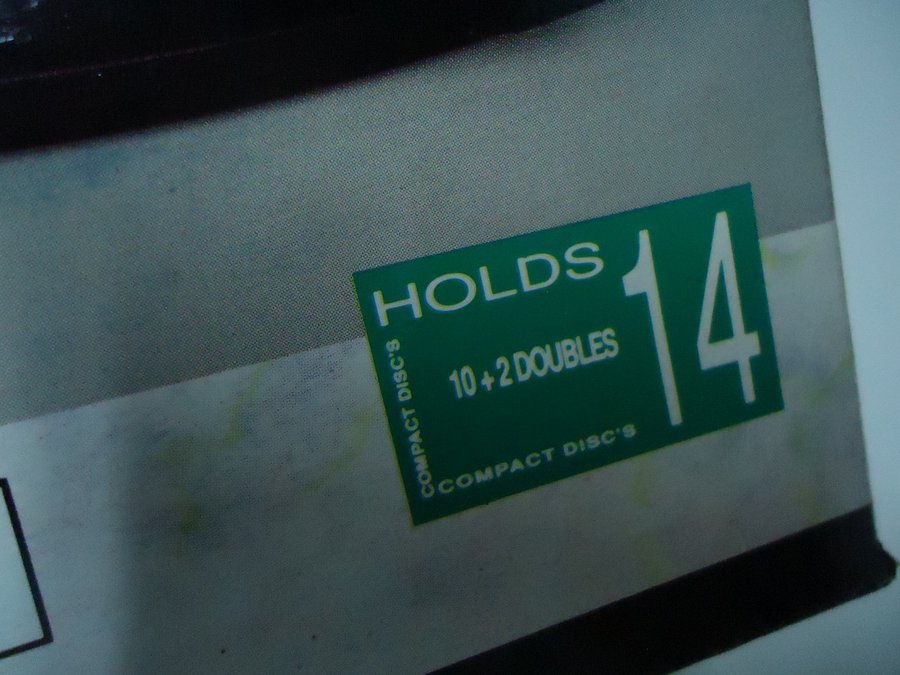 HOLDS 14
10 + 2 DOUBLES
COMPACT DISC'S
COMPACT DISC'S